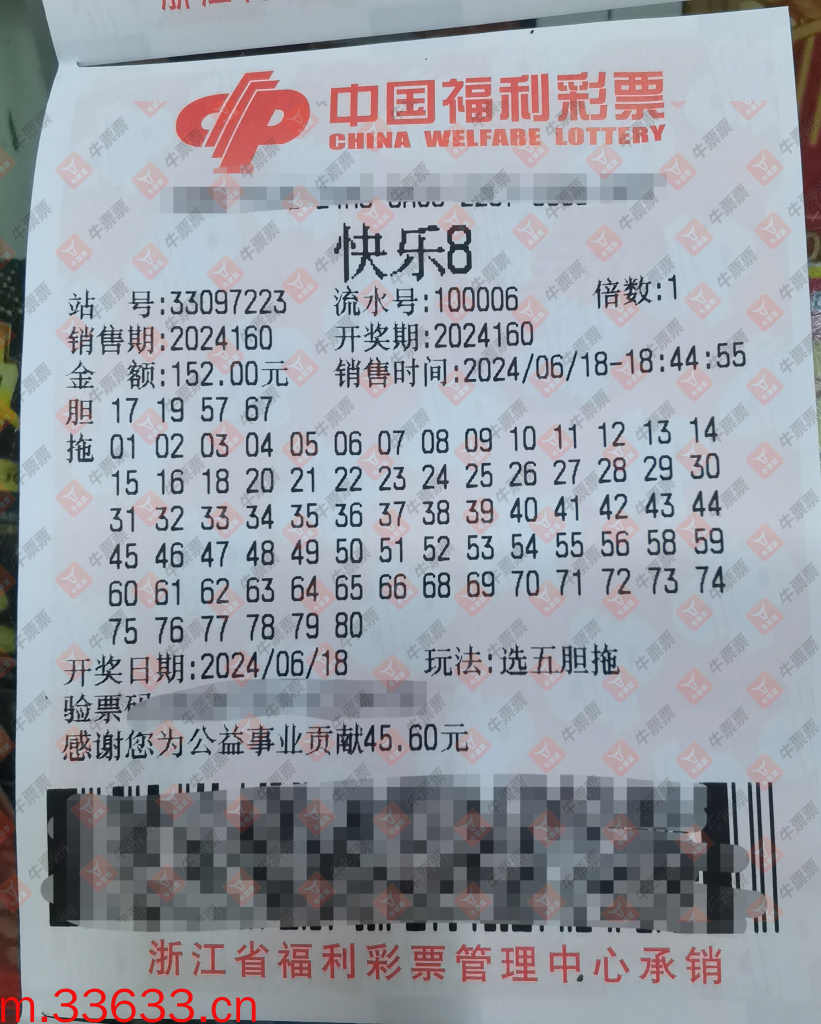 中国福利彩票
CHINA WELFARE LOTTERY
快乐8
站 号:33097223 流水号:100006 倍数:1
销售期:2024160 开奖期:2024160
金 额:152.00元 销售时间:2024/06/18-18:44:55
胆 17 19 57 67
拖 01 02 03 04 05 06 07 08 09 10 11 12 13 14
15 16 18 20 21 22 23 24 25 26 27 28 29 30
31 32 33 34 35 36 37 38 39 40 41 42 43 44
45 46 47 48 49 50 51 52 53 54 55 56 58 59
60 61 62 63 64 65 66 68 69 70 71 72 73 74
75 76 77 78 79 80
开奖日期:2024/06/18 玩法:选五胆拖
验票码
感谢您为公益事业贡献45.60元
浙江省福利彩票管理中心承销
m.33633.cn
牛票票